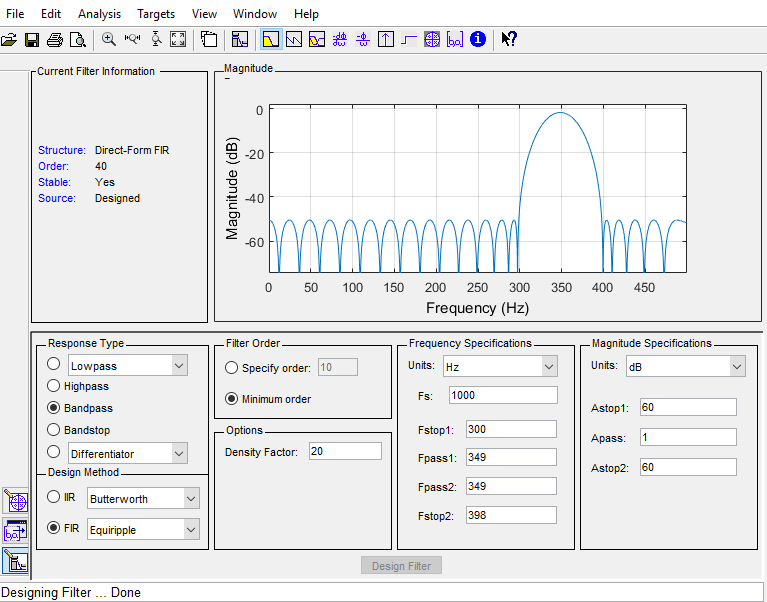 File Edit Analysis Targets View Window Help
Current Filter Information
Structure: Direct-Form FIR
Order: 40
Stable: Yes
Source: Designed
Magnitude
Magnitude (dB)
0
-20
-40
-60
0 50 100 150 200 250 300 350 400 450
Frequency (Hz)
Response Type
Lowpass
Highpass
Bandpass
Bandstop
Differentiator
Design Method
IIR Butterworth
FIR Equiripple
Filter Order
Specify order: 10
Minimum order
Options
Density Factor: 20
Frequency Specifications
Units: Hz
Fs: 1000
Fstop1: 300
Fpass1: 349
Fpass2: 349
Fstop2: 398
Magnitude Specifications
Units: dB
Astop1: 60
Apass: 1
Astop2: 60
Design Filter
Designing Filter ... Done